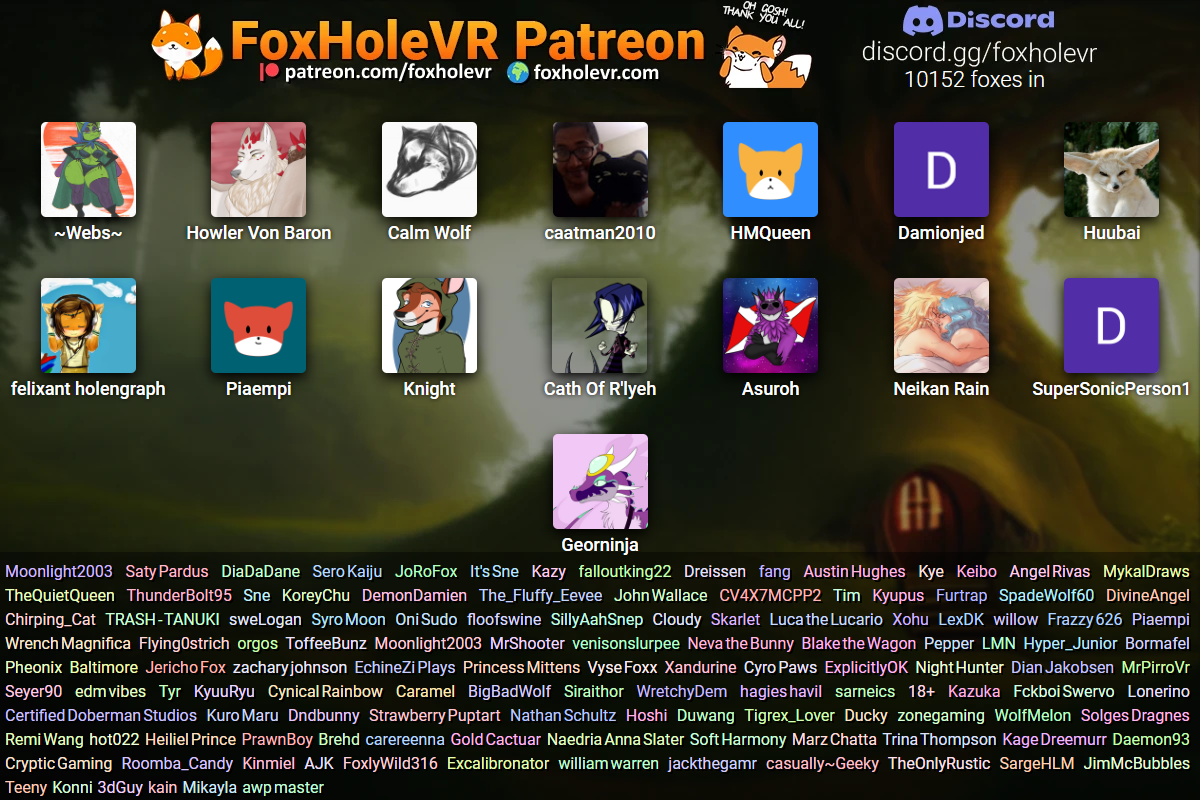 FoxHoleVR Patreon
patreon.com/foxholevr foxholevr.com
OH GOSH!
THANK YOU ALL!
Discord
discord.gg/foxholevr
10152 foxes in
D
~Webs~ Howler Von Baron Calm Wolf caatman2010 HMQueen Damionjed Huubai
D
felixant holengraph Piaempi Knight Cath Of R'lyeh Asuroh Neikan Rain SuperSonicPerson1
Georninja
Moonlight2003 Saty Pardus DiaDaDane Sero Kaiju JoRoFox It's Sne Kazy falloutking22 Dreissen fang Austin Hughes Kye Keibo Angel Rivas MykalDraws
TheQuietQueen ThunderBolt95 Sne KoreyChu DemonDamien The_Fluffy_Eevee John Wallace CV4X7MCPP2 Tim Kyupus Furtrap SpadeWolf60 DivineAngel
Chirping_Cat TRASH-TANUKI sweLogan Syro Moon Oni Sudo floofswine SillyAahSnep Cloudy Skarlet Luca the Lucario Xohu LexDK willow Frazzy 626 Piaempi
Wrench Magnifica Flying0strich orgos ToffeeBunz Moonlight2003 MrShooter venisonslurpee Neva the Bunny Blake the Wagon Pepper LMN Hyper_Junior Bormafel
Pheonix Baltimore Jericho Fox zachary johnson EchineZi Plays Princess Mittens Vyse Foxx Xandurine Cyro Paws ExplicitlyOK Night Hunter Dian Jakobsen MrPirroVr
Seyer90 edm vibes Tyr KyuuRyu Cynical Rainbow Caramel BigBadWolf Siraithor WretchyDem hagies havil sarneics 18+ Kazuka Fckboi Swervo Lonerino
Certified Doberman Studios Kuro Maru Dndbunny Strawberry Puptart Nathan Schultz Hoshi Duwang Tigrex_Lover Ducky zonegaming WolfMelon Solges Dragnes
Remi Wang hot022 Heiliel Prince PrawnBoy Brehd carereenna Gold Cactuar Naedria Anna Slater Soft Harmony Marz Chatta Trina Thompson Kage Dreemurr Daemon93
Cryptic Gaming Roomba_Candy Kinmiel AJK FoxlyWild316 Excalibronator william warren jackthegamr casually~Geeky TheOnlyRustic SargeHLM JimMcBubbles
Teeny Konni 3dGuy kain Mikayla awp master